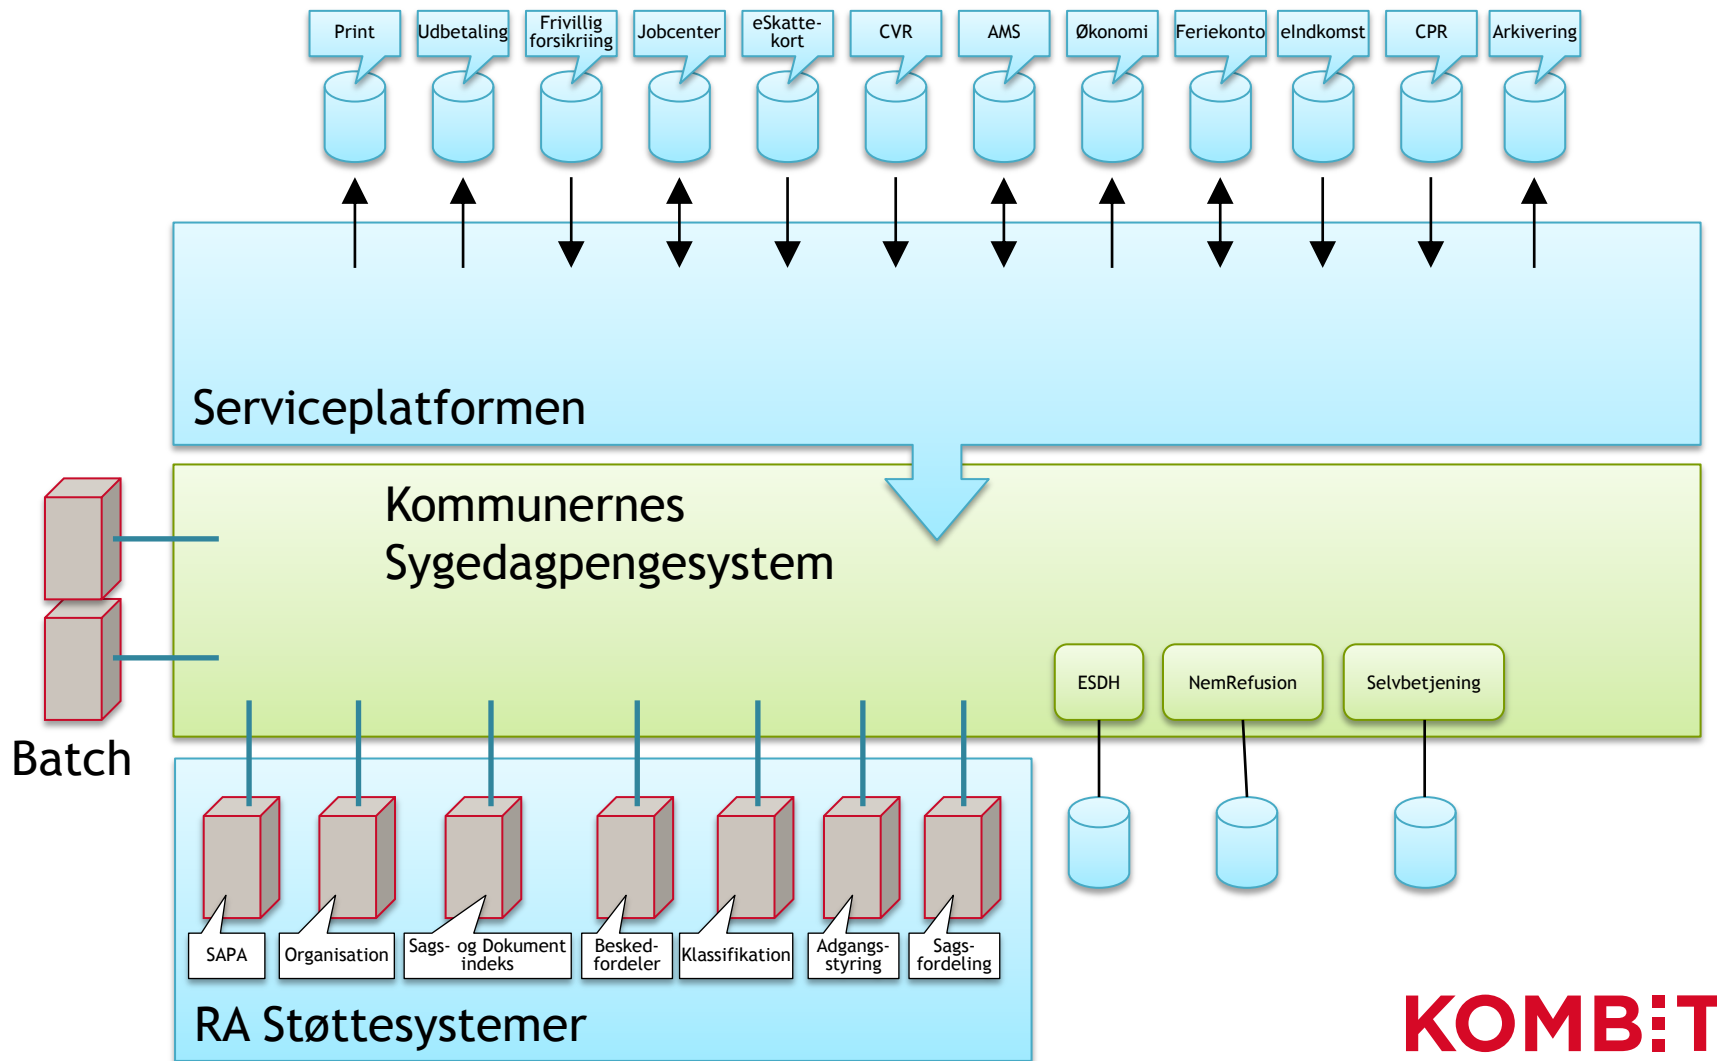 Print
Udbetaling
Frivillig
forsikriing
Jobcenter
eSkatte-
kort
CVR
AMS
Økonomi
Feriekonto
eIndkomst
CPR
Arkivering
Serviceplatformen
Kommunernes
Sygedagpengesystem
ESDH
NemRefusion
Selvbetjening
Batch
SAPA
Organisation
Sags- og Dokument
indeks
Besked-
fordeler
Klassifikation
Adgangs-
styring
Sags-
fordeling
RA Støttesystemer
KOMBIT